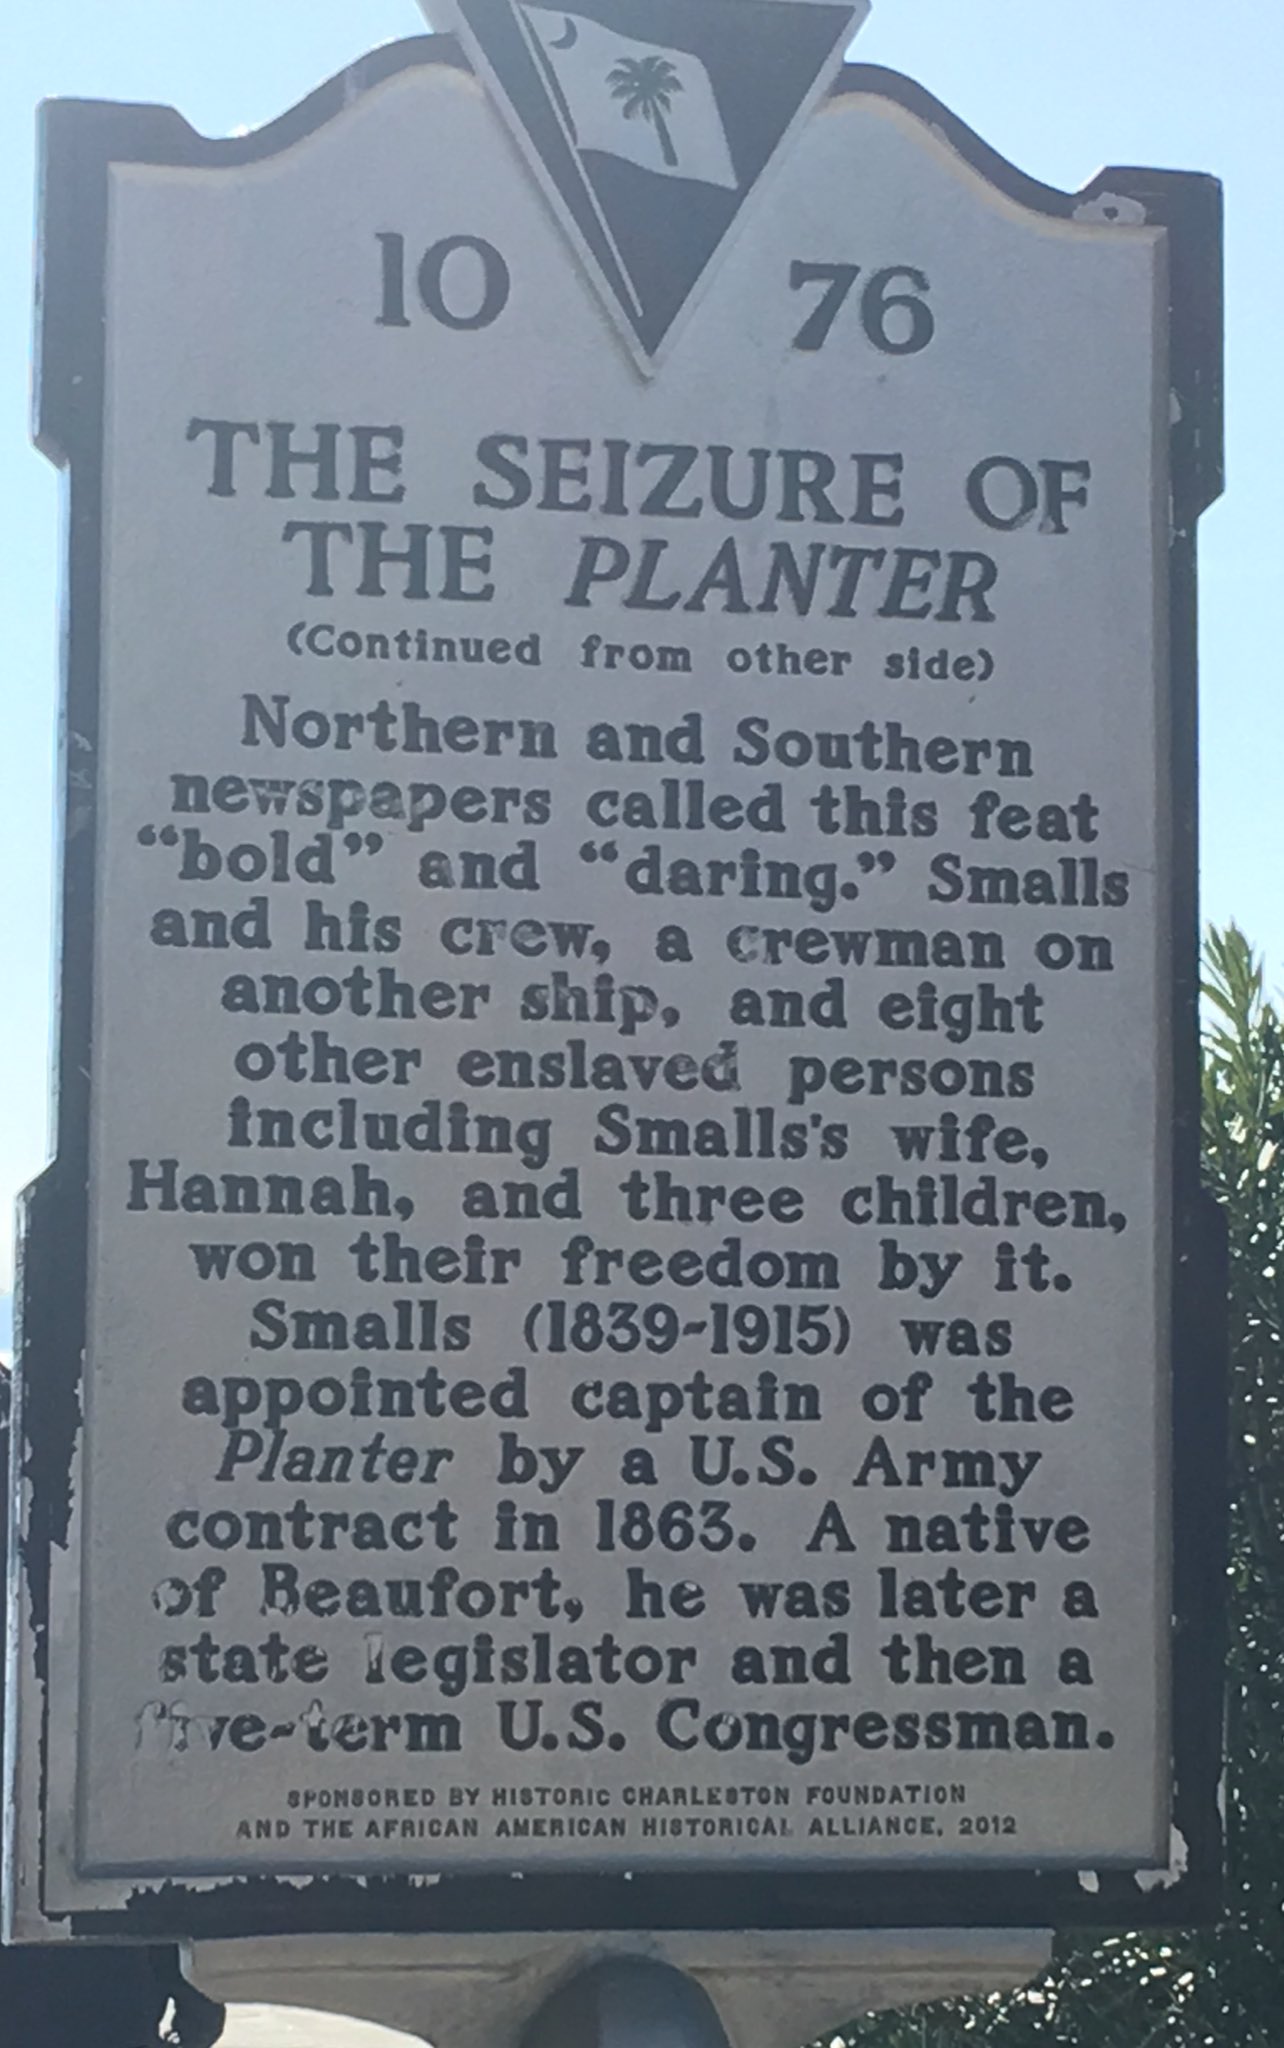 10 76
THE SEIZURE OF
THE PLANTER
(Continued from other side)
Northern and Southern
newspapers called this feat
“bold” and “daring.” Smalls
and his crew, a crewman on
another ship, and eight
other enslaved persons
including Smalls's wife,
Hannah, and three children,
won their freedom by it.
Smalls (1839-1915) was
appointed captain of the
Planter by a U.S. Army
contract in 1863. A native
of Beaufort, he was later a
state legislator and then a
five-term U.S. Congressman.
SPONSORED BY HISTORIC CHARLESTON FOUNDATION
AND THE AFRICAN AMERICAN HISTORICAL ALLIANCE, 2012